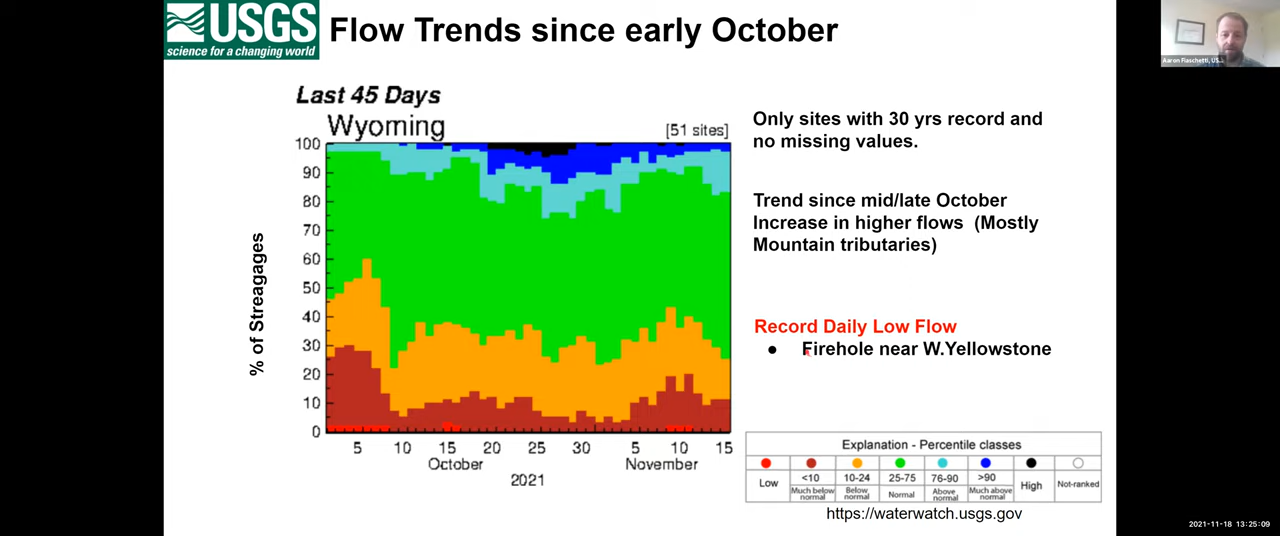 USGS
science for a changing world
Flow Trends since early October
Aaron Fiaschetti, US...
Last 45 Days
Wyoming
[51 sites]
Only sites with 30 yrs record and
no missing values.
Trend since mid/late October
Increase in higher flows (Mostly
Mountain tributaries)
Record Daily Low Flow
● Firehole near W.Yellowstone
% of Streagages
100
90
80
70
60
50
40
30
20
10
0
5 10 15 20 25 30 5 10 15
October November
2021
Explanation - Percentile classes
Low <10 10-24 25-75 76-90 >90 High Not-ranked
Much below normal Below normal Normal Above normal Much above normal
https://waterwatch.usgs.gov
2021-11-18 13:25:09